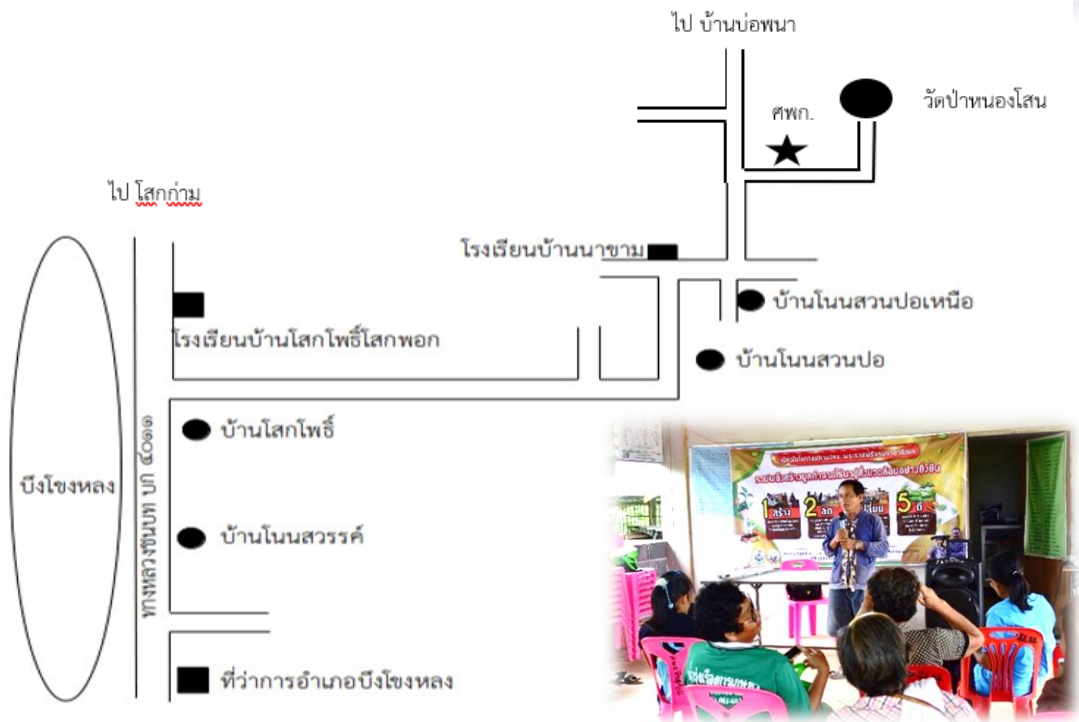 ไป บ้านบ่อพนา
วัดป่าหนองโสน
ศพก.
ไป โสกก่าม
โรงเรียนบ้านนาขาม
บ้านโนนสวนปอเหนือ
โรงเรียนบ้านโสกโพธิ์โสกพอก
บ้านโนนสวนปอ
บ้านโสกโพธิ์
บึงโขงหลง
ทางหลวงชนบท บก ๔๐๑๑
บ้านโนนสวรรค์
ที่ว่าการอำเภอบึงโขงหลง
1 สร้าง 2 ลด เปลี่ยน 5 ดี